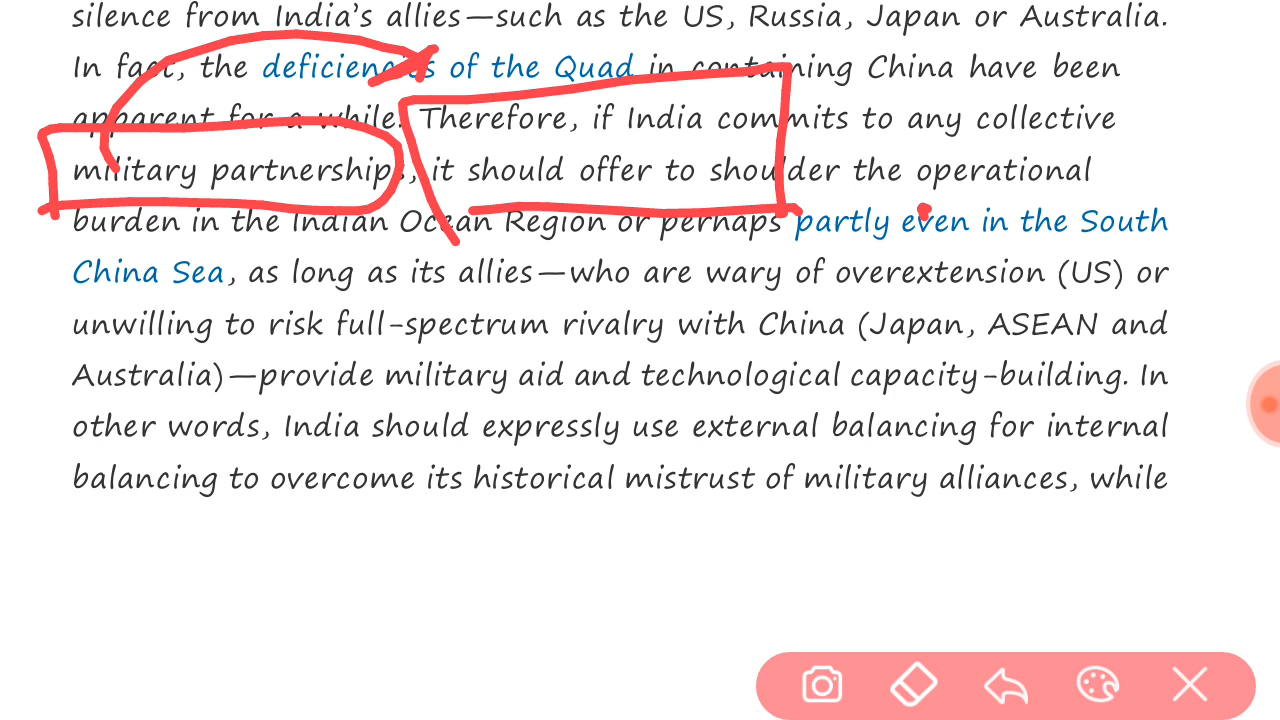 silence from India's allies—such as the US, Russia, Japan or Australia.
In fact, the deficiencies of the Quad in containing China have been
apparent for a while. Therefore, if India commits to any collective
military partnerships, it should offer to shoulder the operational
burden in the Indian Ocean Region or perhaps partly even in the South
China Sea, as long as its allies—who are wary of overextension (US) or
unwilling to risk full-spectrum rivalry with China (Japan, ASEAN and
Australia)—provide military aid and technological capacity-building. In
other words, India should expressly use external balancing for internal
balancing to overcome its historical mistrust of military alliances, while